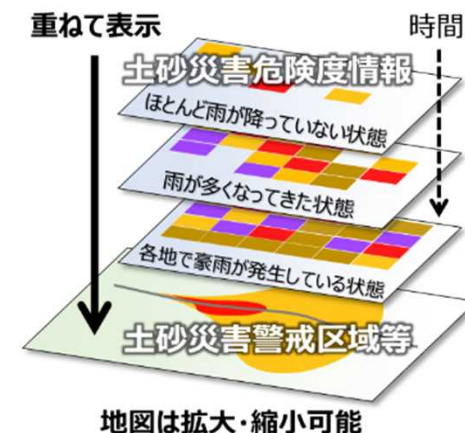 重ねて表示
時間
土砂災害危険度情報
ほとんど雨が降っていない状態
雨が多くなってきた状態
各地で豪雨が発生している状態
土砂災害警戒区域等
地図は拡大・縮小可能